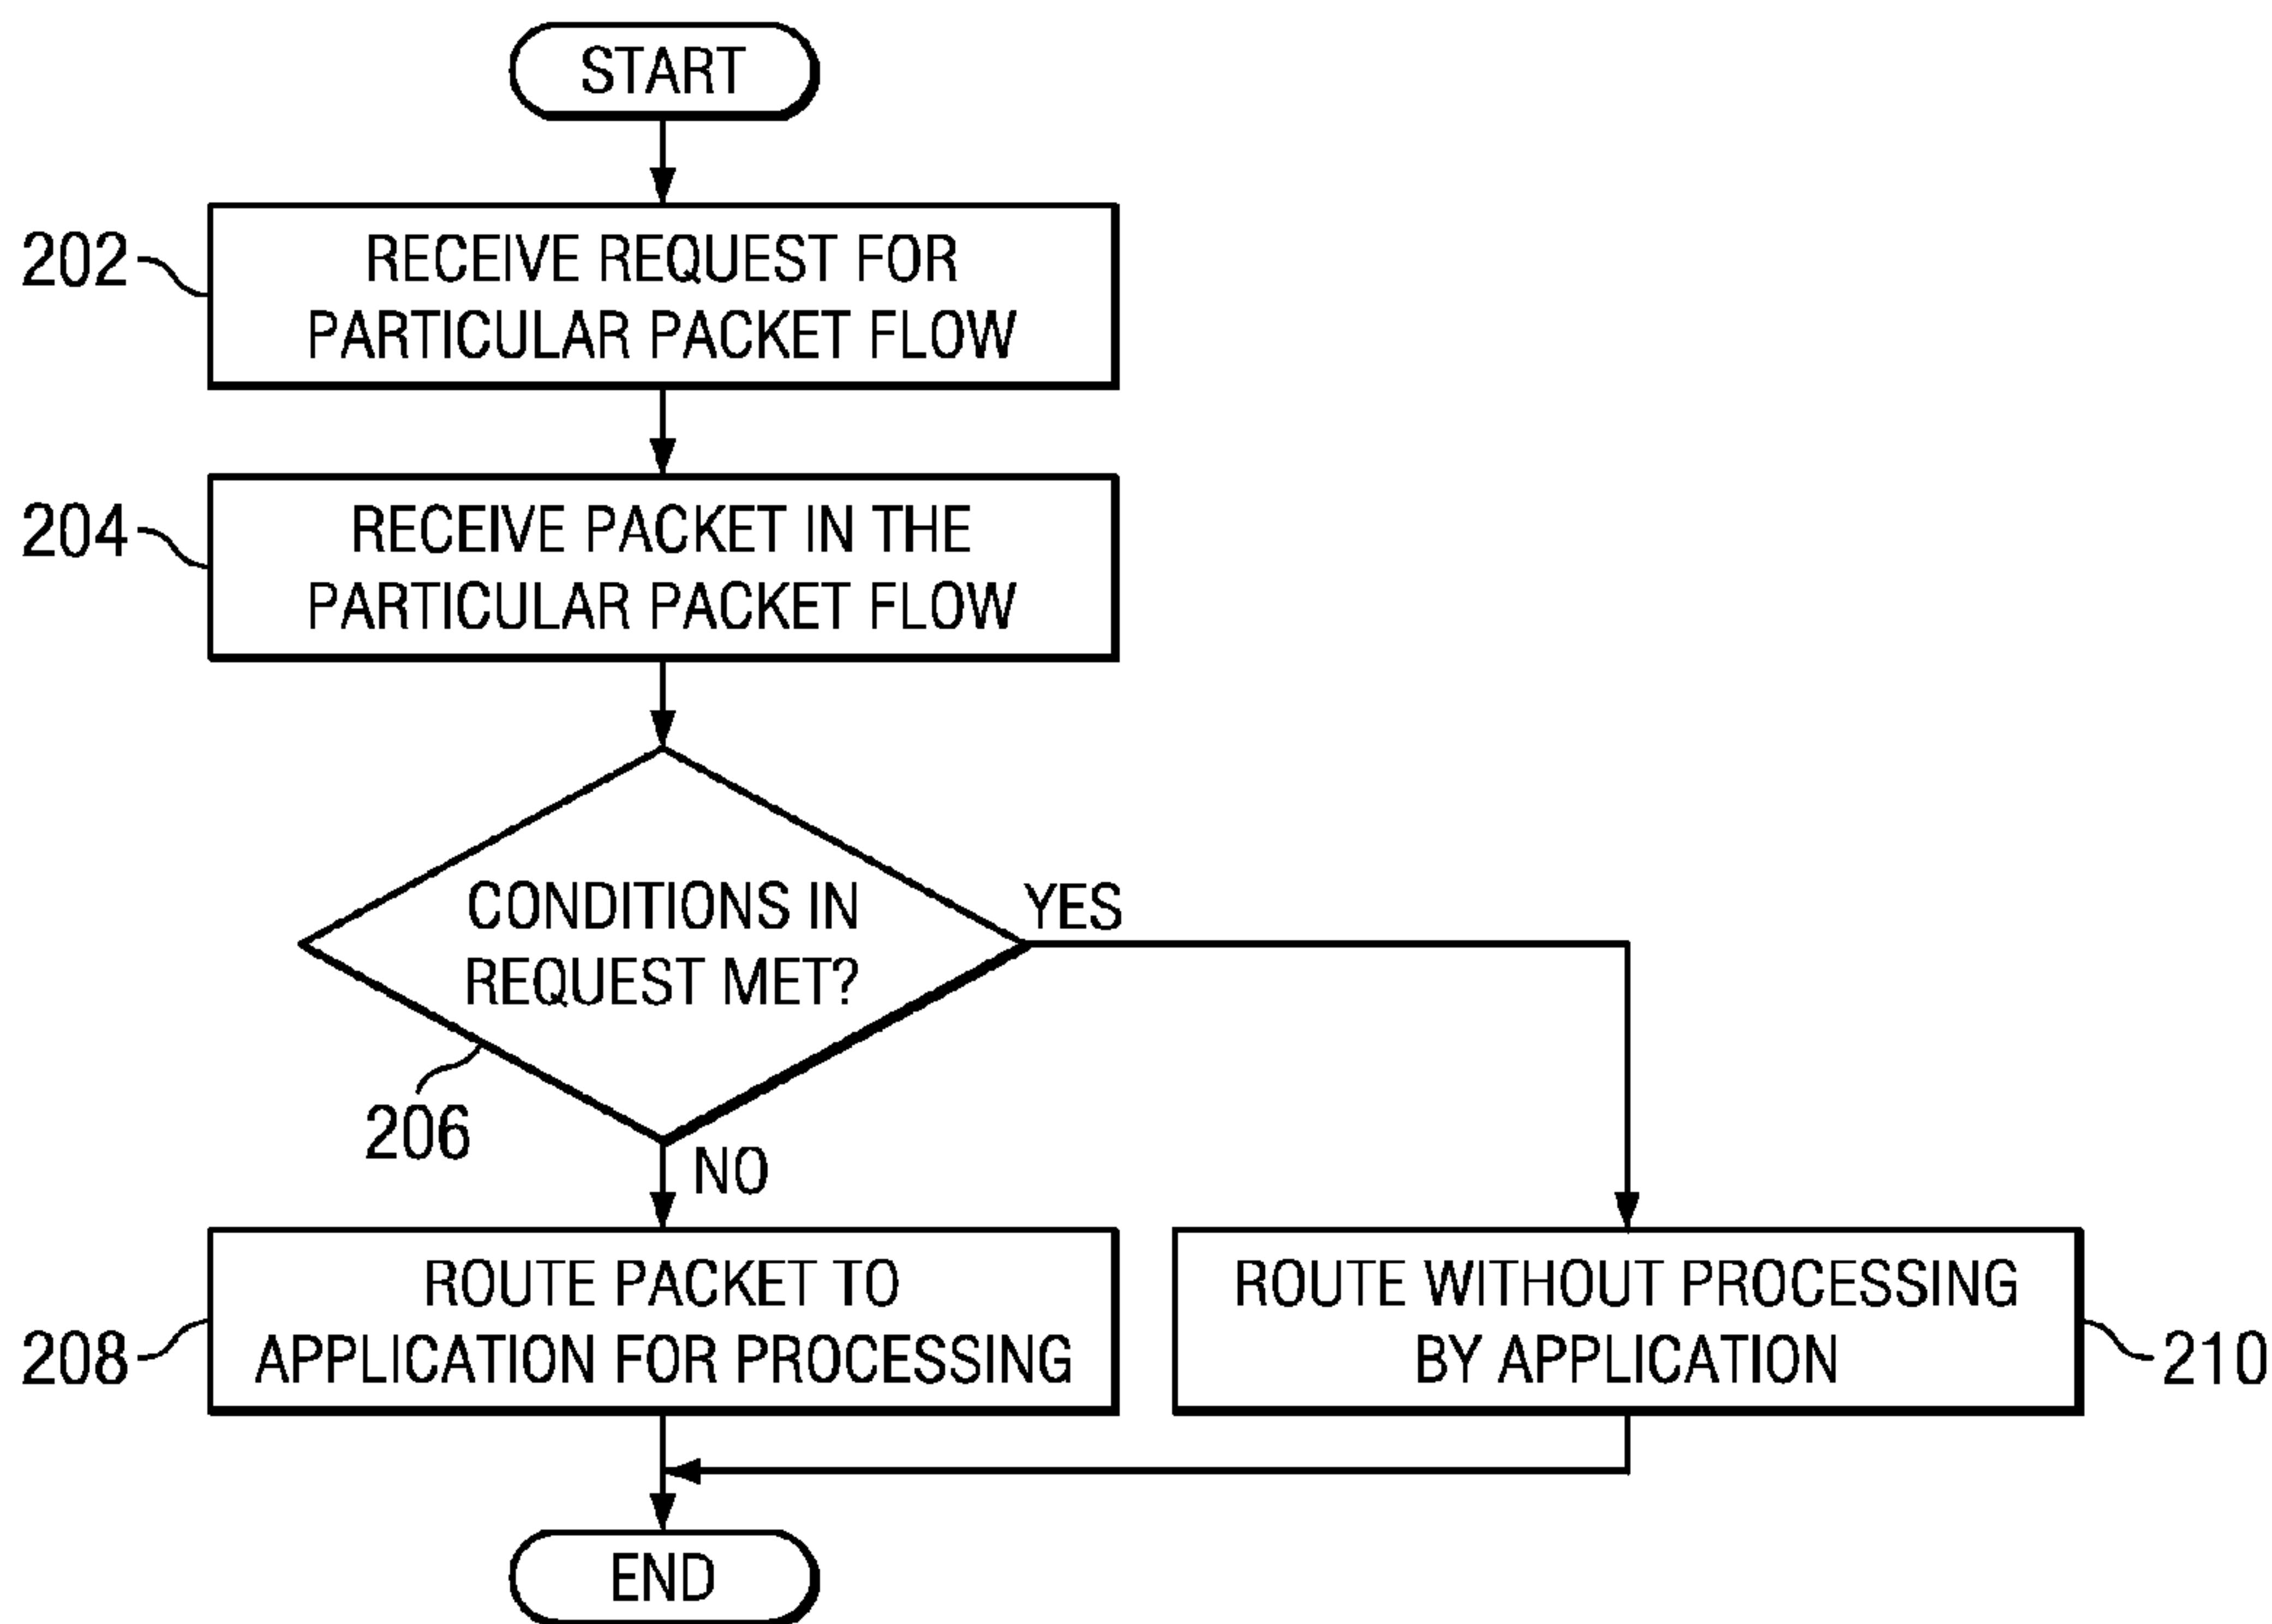 START
202
RECEIVE REQUEST FOR
PARTICULAR PACKET FLOW
204
RECEIVE PACKET IN THE
PARTICULAR PACKET FLOW
CONDITIONS IN
REQUEST MET?
YES
206
NO
208
ROUTE PACKET TO
APPLICATION FOR PROCESSING
ROUTE WITHOUT PROCESSING
BY APPLICATION
210
END